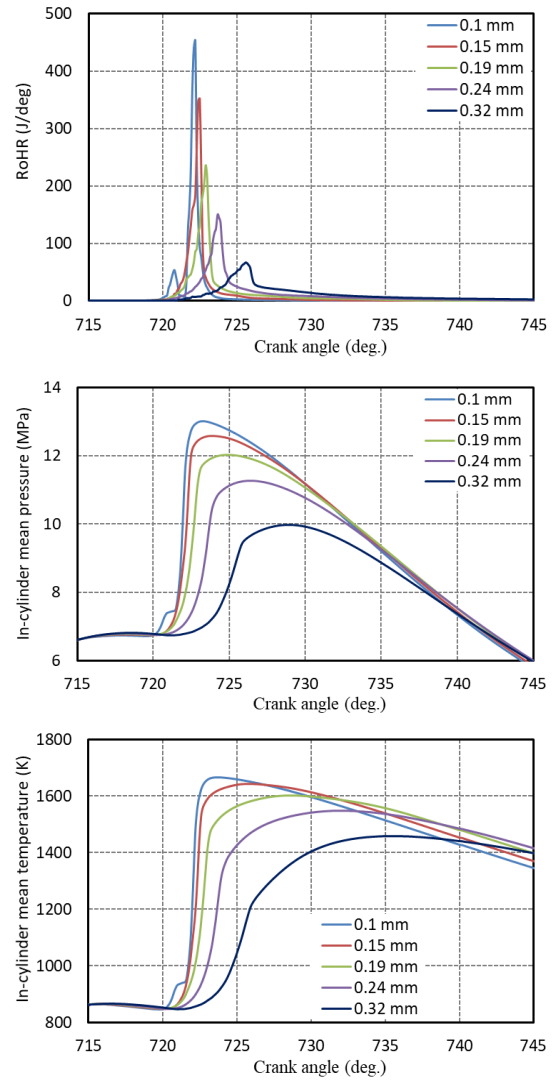 RoHR (J/deg)
500
400
300
200
100
0
0.1 mm
0.15 mm
0.19 mm
0.24 mm
0.32 mm
715 720 725 730 735 740 745
Crank angle (deg.)
In-cylinder mean pressure (MPa)
14
12
10
8
6
0.1 mm
0.15 mm
0.19 mm
0.24 mm
0.32 mm
715 720 725 730 735 740 745
Crank angle (deg.)
In-cylinder mean temperature (K)
1800
1600
1400
1200
1000
800
0.1 mm
0.15 mm
0.19 mm
0.24 mm
0.32 mm
715 720 725 730 735 740 745
Crank angle (deg.)